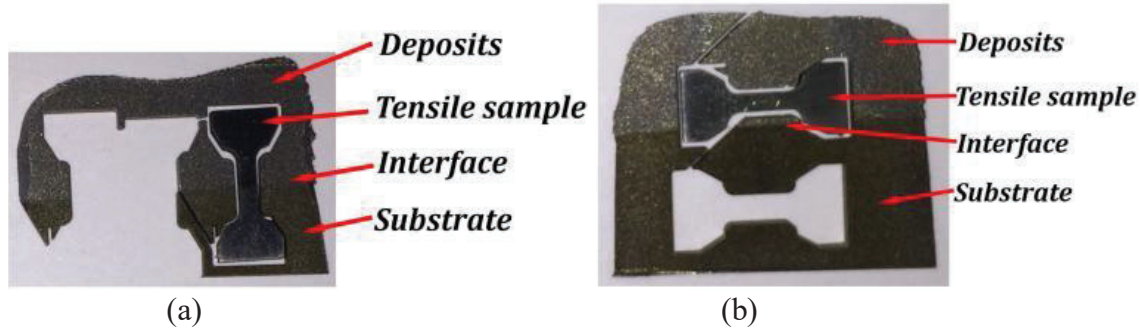 Deposits
Tensile sample
Interface
Substrate
(a)
Deposits
Tensile sample
Interface
Substrate
(b)